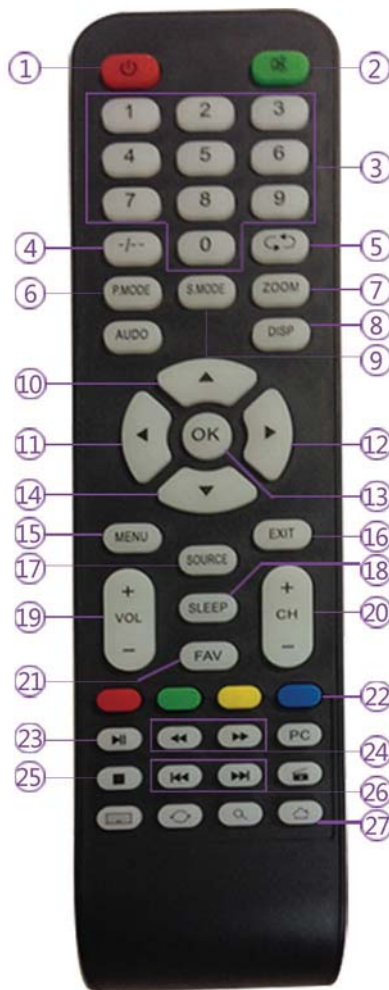 ① ②
1 2 3
4 5 6 ③
7 8 9
④ -/-- 0 ⑤
⑥ P.MODE S.MODE ZOOM ⑦
AUDO DISP ⑧
⑨
⑩
⑪ OK ⑫
⑭ ⑬
⑮ MENU EXIT ⑯
⑰ SOURCE
⑱
+ SLEEP +
⑲ VOL CH ⑳
- FAV -
㉑
㉒
㉓ PC
㉔
㉕
㉖
㉗